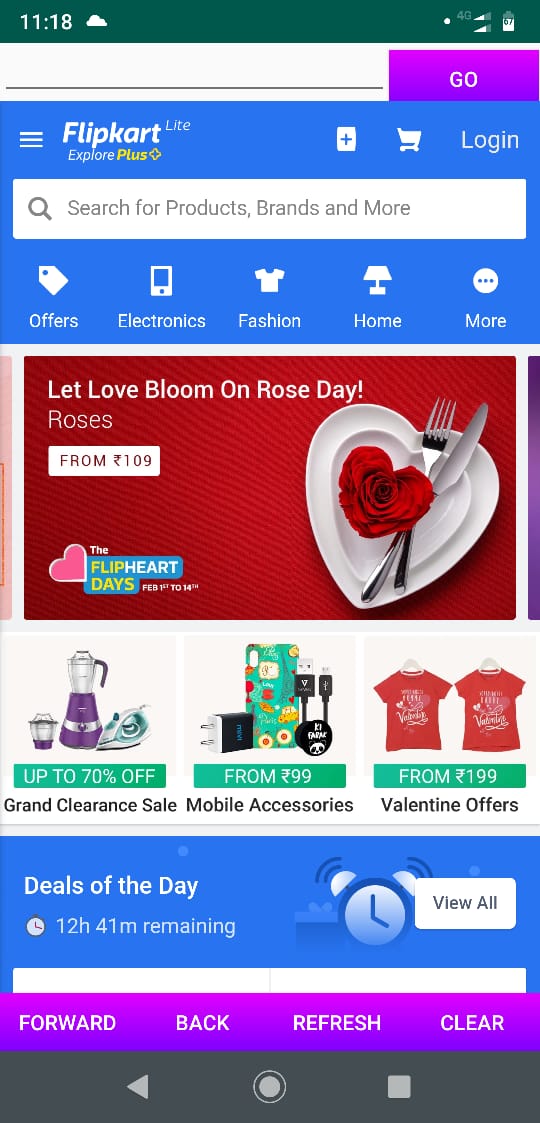 11:18
4G
67
GO
Flipkart Lite
Explore Plus
Login
Search for Products, Brands and More
Offers
Electronics
Fashion
Home
More
Let Love Bloom On Rose Day!
Roses
FROM ₹109
The
FLIPHEART
DAYS FEB 1ST TO 14TH
UP TO 70% OFF
Grand Clearance Sale
FROM ₹99
Mobile Accessories
FROM ₹199
Valentine Offers
Deals of the Day
12h 41m remaining
View All
FORWARD
BACK
REFRESH
CLEAR